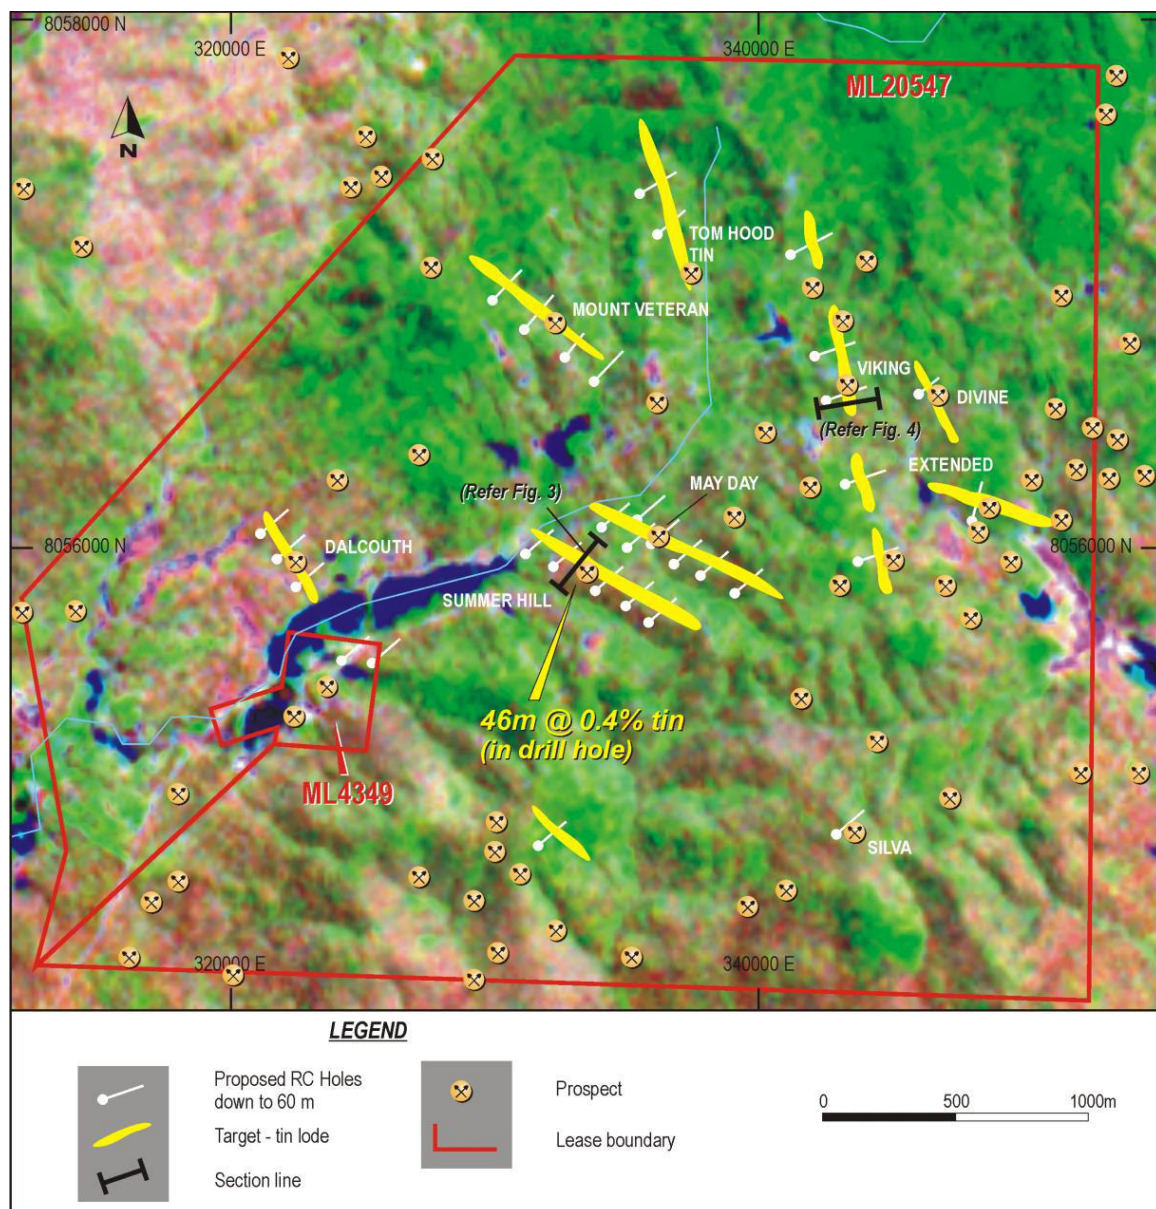 8058000 N
320000 E
340000 E
ML20547
N
TOM HOOD
TIN
MOUNT VETERAN
VIKING
DIVINE
(Refer Fig. 4)
EXTENDED
(Refer Fig. 3)
MAY DAY
8056000 N
8056000 N
DALCOUTH
SUMMER HILL
46m @ 0.4% tin
(in drill hole)
ML4349
SILVA
320000 E
340000 E
LEGEND
Proposed RC Holes
down to 60 m
Target - tin lode
Section line
Prospect
Lease boundary
0 500 1000m